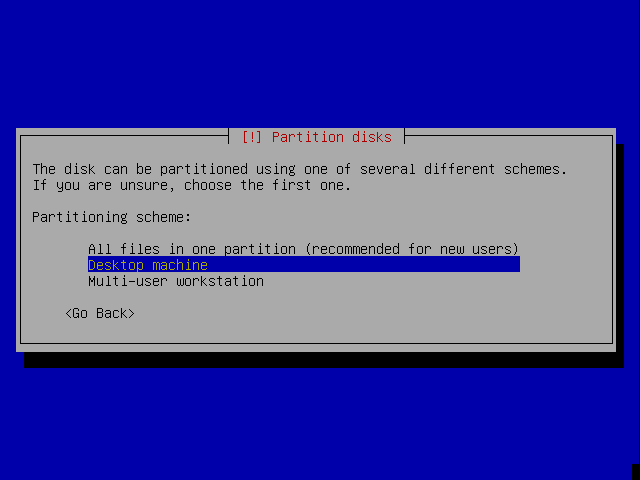 [!] Partition disks
The disk can be partitioned using one of several different schemes.
If you are unsure, choose the first one.
Partitioning scheme:
All files in one partition (recommended for new users)
Desktop machine
Multi-user workstation
<Go Back>